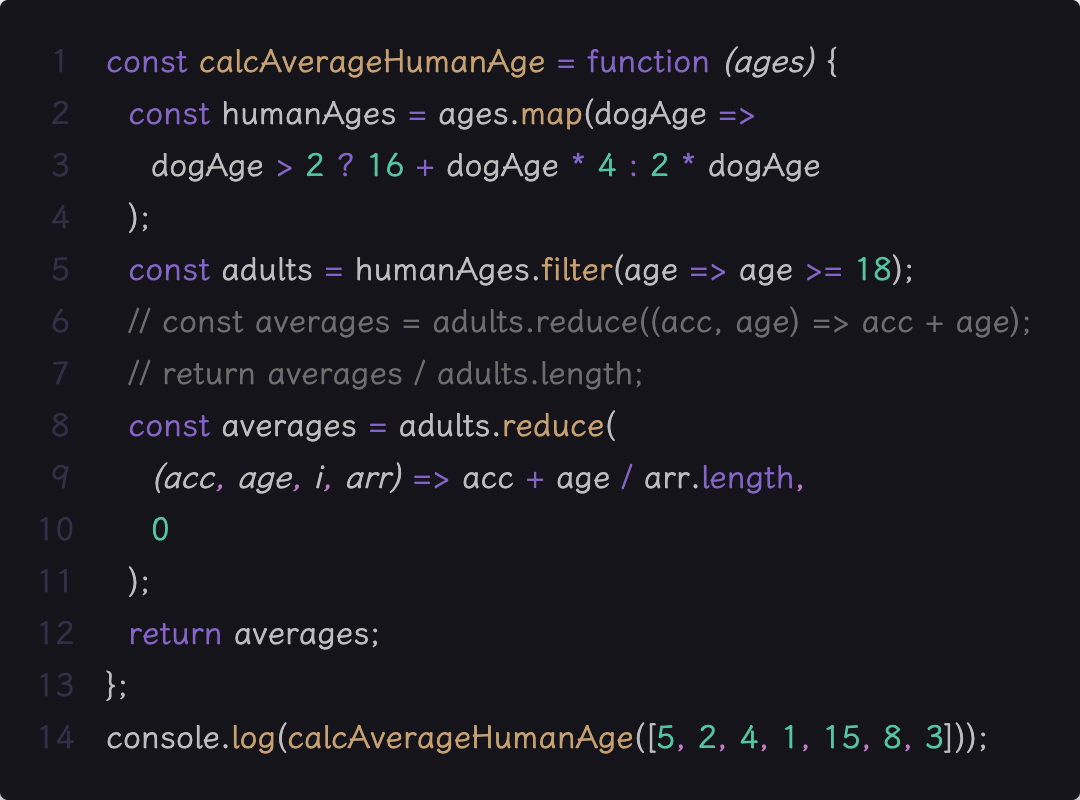 1 const calcAverageHumanAge = function (ages) {
2 const humanAges = ages.map(dogAge =>
3 dogAge > 2 ? 16 + dogAge * 4 : 2 * dogAge
4 );
5 const adults = humanAges.filter(age => age >= 18);
6 // const averages = adults.reduce((acc, age) => acc + age);
7 // return averages / adults.length;
8 const averages = adults.reduce(
9 (acc, age, i, arr) => acc + age / arr.length,
10 0
11 );
12 return averages;
13 };
14 console.log(calcAverageHumanAge([5, 2, 4, 1, 15, 8, 3]));